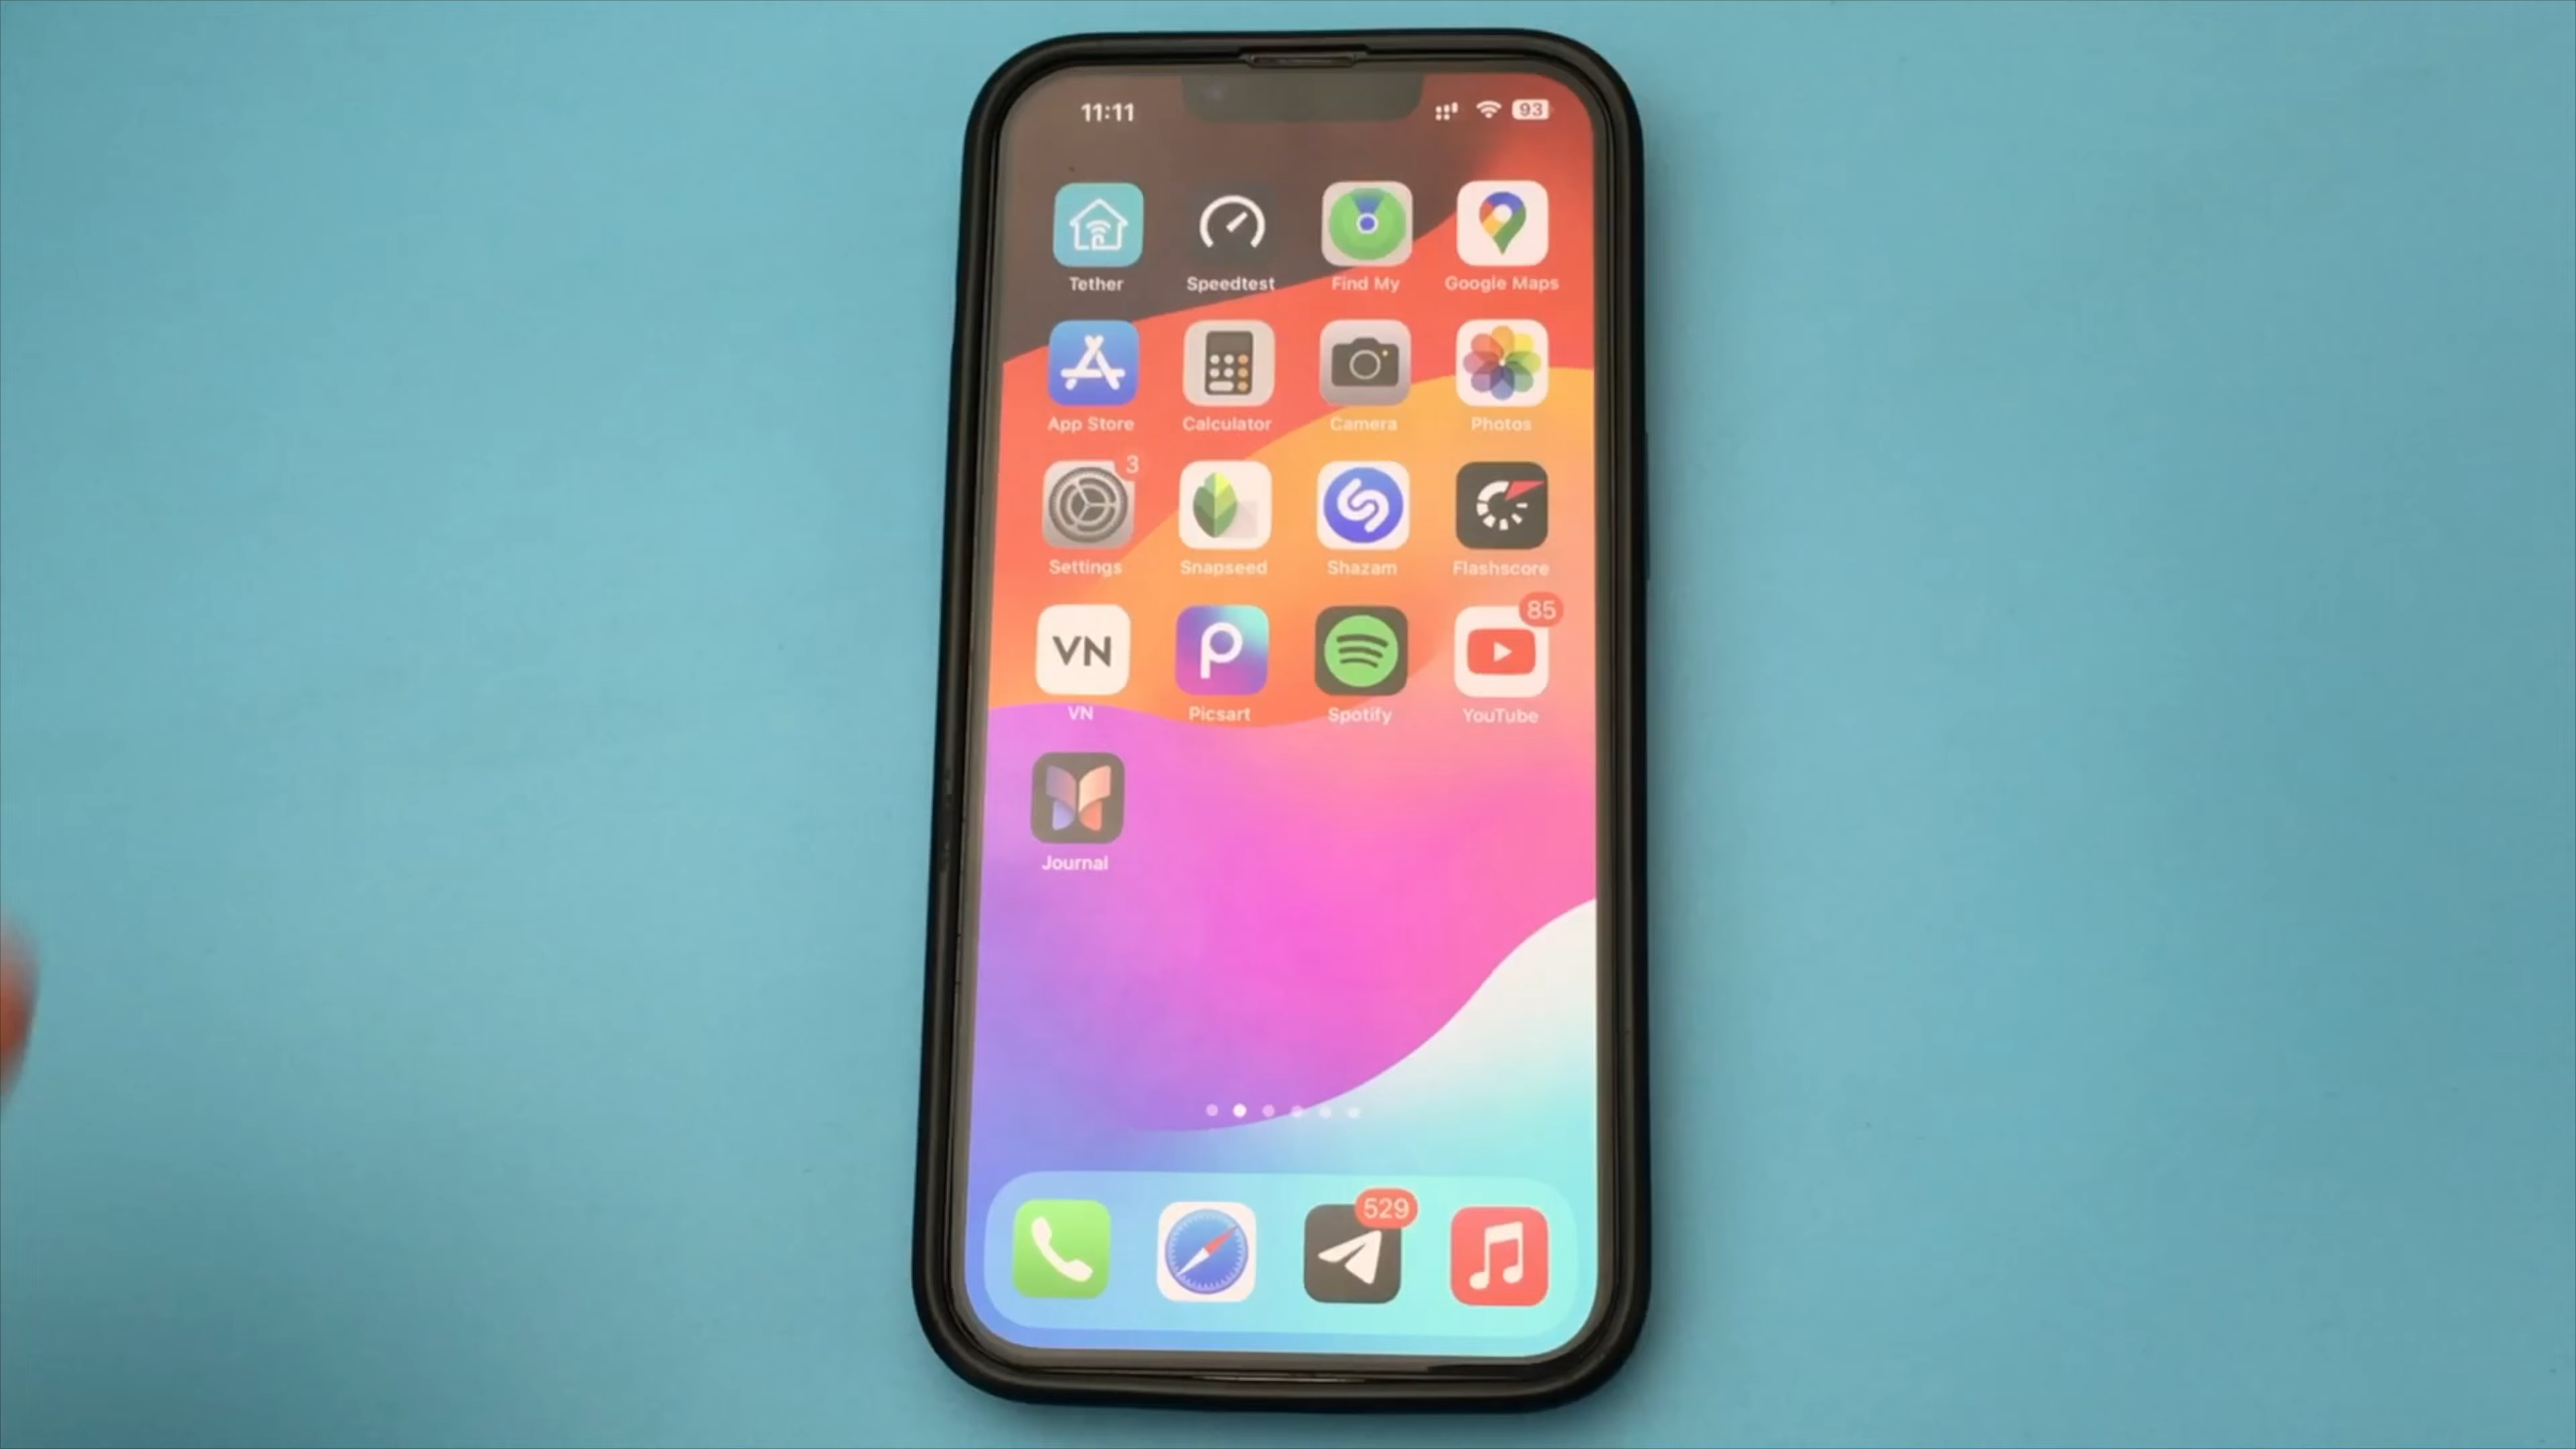 11:11 93
Tether Speedtest Find My Google Maps
App Store Calculator Camera Photos
3
Settings Snapseed Shazam Flashscore
85
VN
VN Picsart Spotify YouTube
Journal
529